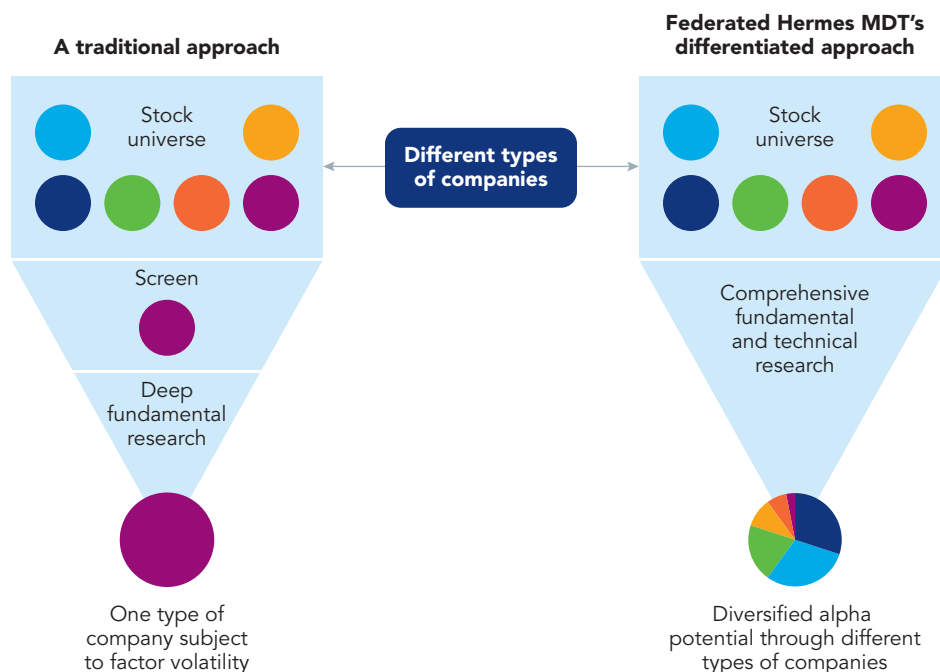 A traditional approach
Stock
universe
Screen
Deep
fundamental
research
One type of
company subject
to factor volatility
Different types
of companies
Federated Hermes MDT’s
differentiated approach
Stock
universe
Comprehensive
fundamental
and technical
research
Diversified alpha
potential through different
types of companies